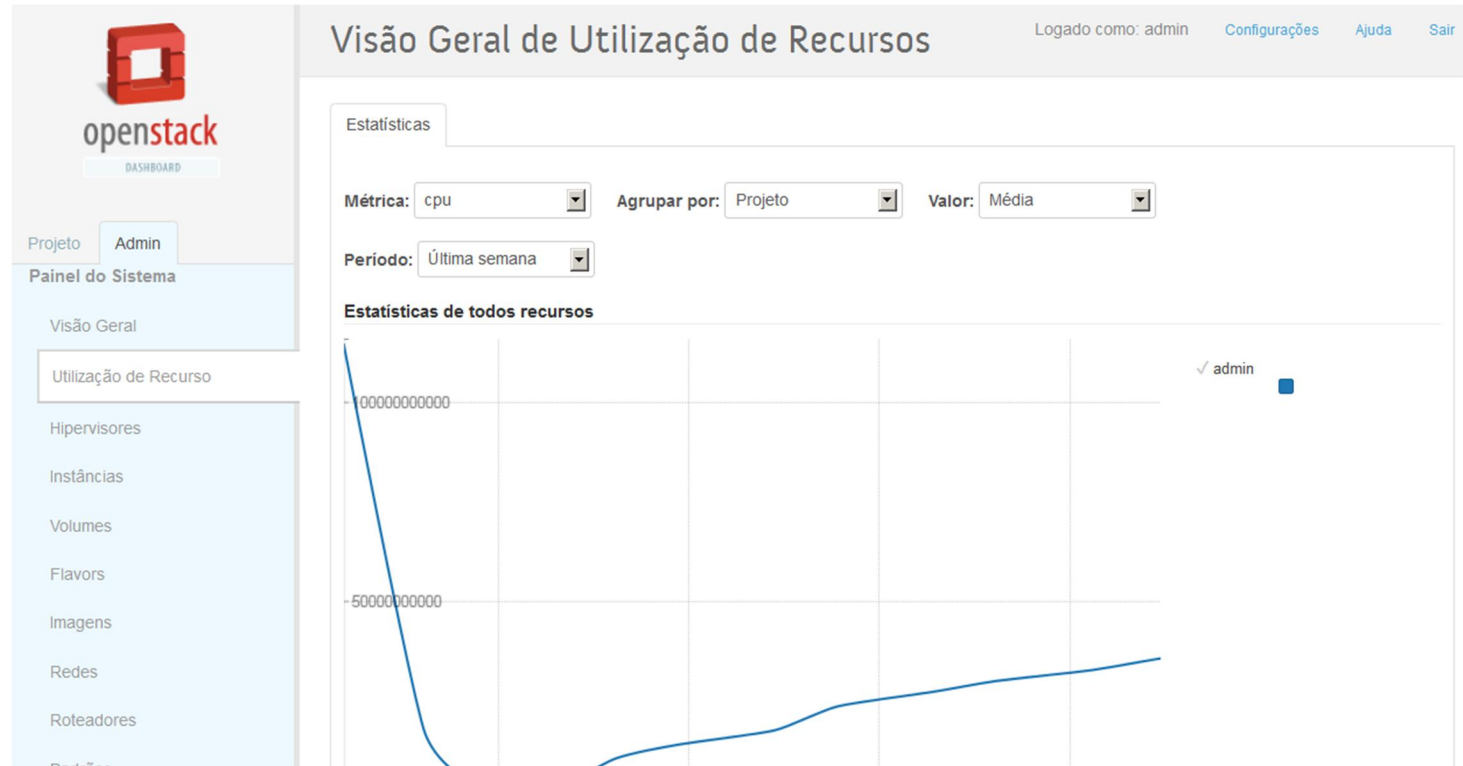 openstack
DASHBOARD
Visão Geral de Utilização de Recursos
Logado como: admin
Configurações
Ajuda
Sair
Projeto
Admin
Painel do Sistema
Visão Geral
Utilização de Recurso
Hipervisores
Instâncias
Volumes
Flavors
Imagens
Redes
Roteadores
Estatísticas
Métrica: cpu
Agrupar por: Projeto
Valor: Média
Período: Última semana
Estatísticas de todos recursos
100000000000
50000000000
✓ admin